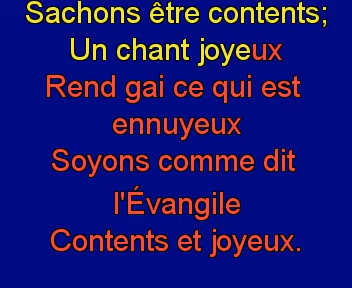 Sachons être contents;
Un chant joyeux
Rend gai ce qui est
ennuyeux
Soyons comme dit
l'Évangile
Contents et joyeux.